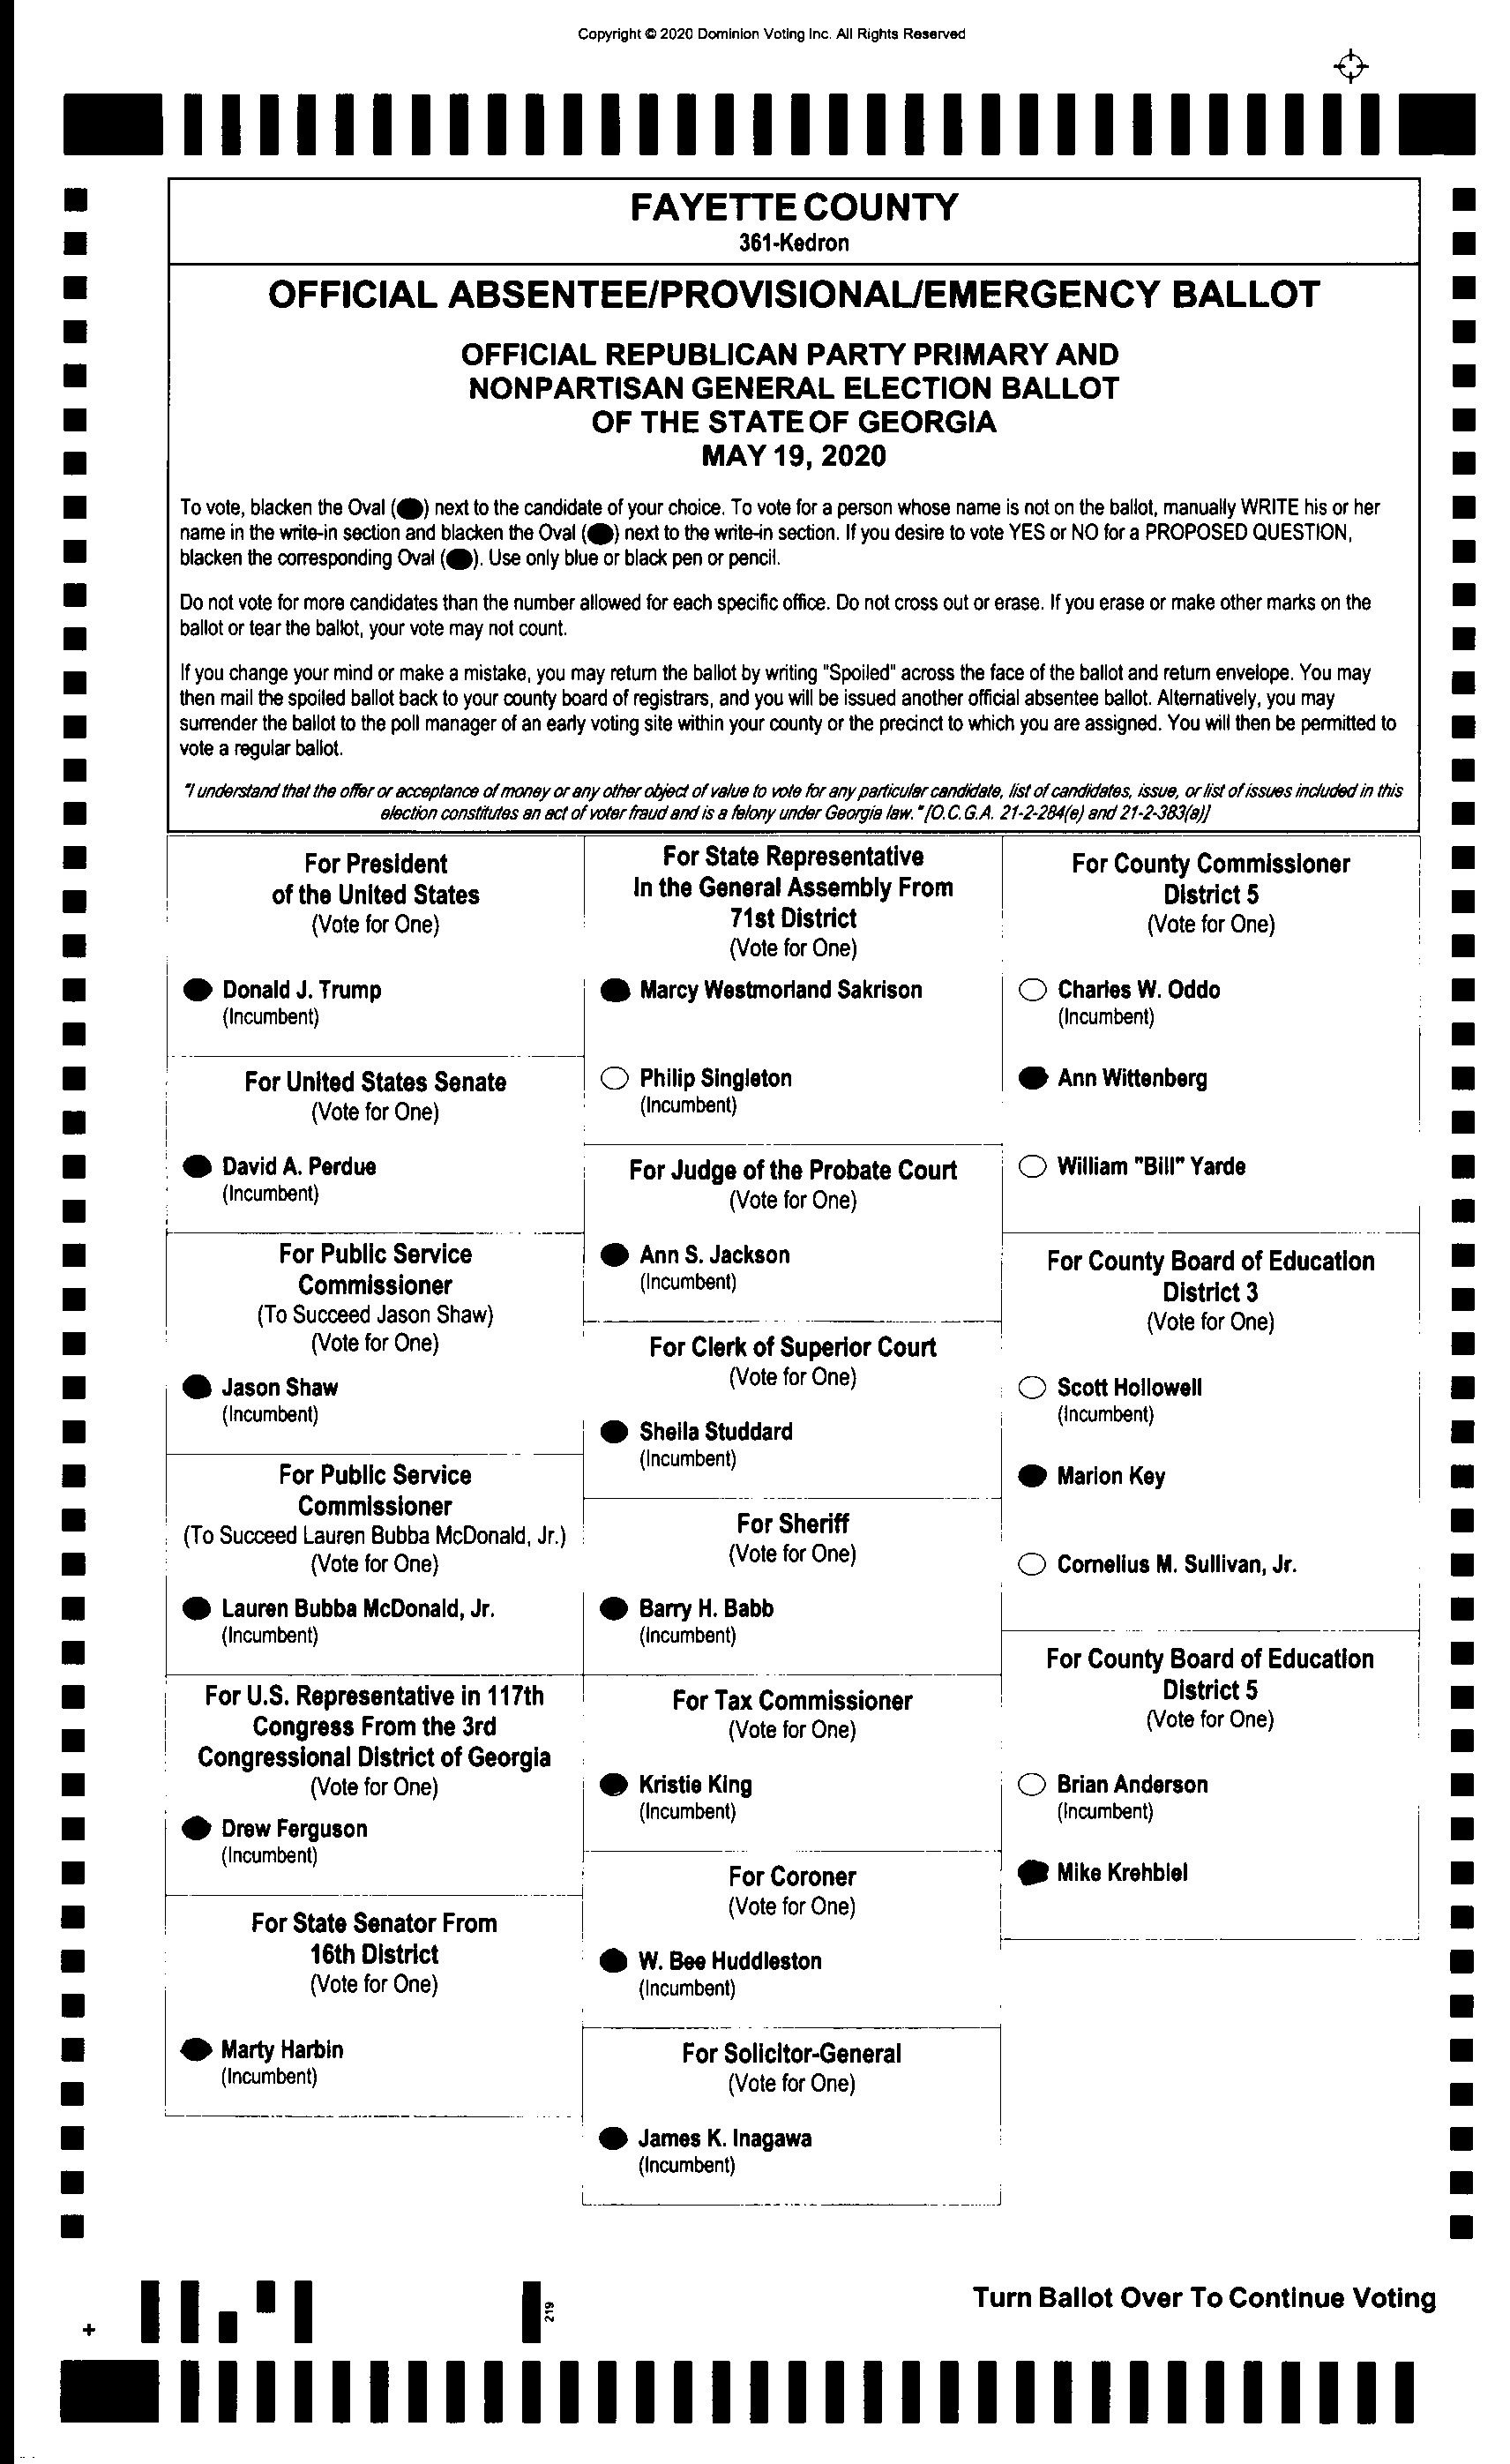 Copyright © 2020 Dominion Voting Inc. All Rights Reserved
FAYETTE COUNTY
361-Kedron
OFFICIAL ABSENTEE/PROVISIONAL/EMERGENCY BALLOT
OFFICIAL REPUBLICAN PARTY PRIMARY AND
NONPARTISAN GENERAL ELECTION BALLOT
OF THE STATE OF GEORGIA
MAY 19, 2020
To vote, blacken the Oval () next to the candidate of your choice. To vote for a person whose name is not on the ballot, manually WRITE his or her
name in the write-in section and blacken the Oval () next to the write-in section. If you desire to vote YES or NO for a PROPOSED QUESTION,
blacken the corresponding Oval (). Use only blue or black pen or pencil.
Do not vote for more candidates than the number allowed for each specific office. Do not cross out or erase. If you erase or make other marks on the
ballot or tear the ballot, your vote may not count.
If you change your mind or make a mistake, you may return the ballot by writing "Spoiled" across the face of the ballot and return envelope. You may
then mail the spoiled ballot back to your county board of registrars, and you will be issued another official absentee ballot. Alternatively, you may
surrender the ballot to the poll manager of an early voting site within your county or the precinct to which you are assigned. You will then be permitted to
vote a regular ballot.
"I understand that the offer or acceptance of money or any other object of value to vote for any particular candidate, list of candidates, issue, or list of issues included in this
election constitutes an act of voter fraud and is a felony under Georgia law." [O.C.G.A. 21-2-284(e) and 21-2-383(a)]
For President
of the United States
(Vote for One)
Donald J. Trump
(Incumbent)
For United States Senate
(Vote for One)
David A. Perdue
(Incumbent)
For Public Service
Commissioner
(To Succeed Jason Shaw)
(Vote for One)
Jason Shaw
(Incumbent)
For Public Service
Commissioner
(To Succeed Lauren Bubba McDonald, Jr.)
(Vote for One)
Lauren Bubba McDonald, Jr.
(Incumbent)
For U.S. Representative in 117th
Congress From the 3rd
Congressional District of Georgia
(Vote for One)
Drew Ferguson
(Incumbent)
For State Senator From
16th District
(Vote for One)
Marty Harbin
(Incumbent)
For State Representative
In the General Assembly From
71st District
(Vote for One)
Marcy Westmorland Sakrison
Philip Singleton
(Incumbent)
For Judge of the Probate Court
(Vote for One)
Ann S. Jackson
(Incumbent)
For Clerk of Superior Court
(Vote for One)
Sheila Studdard
(Incumbent)
For Sheriff
(Vote for One)
Barry H. Babb
(Incumbent)
For Tax Commissioner
(Vote for One)
Kristie King
(Incumbent)
For Coroner
(Vote for One)
W. Bee Huddleston
(Incumbent)
For Solicitor-General
(Vote for One)
James K. Inagawa
(Incumbent)
For County Commissioner
District 5
(Vote for One)
Charles W. Oddo
(Incumbent)
Ann Wittenberg
William "Bill" Yarde
For County Board of Education
District 3
(Vote for One)
Scott Hollowell
(Incumbent)
Marion Key
Cornelius M. Sullivan, Jr.
For County Board of Education
District 5
(Vote for One)
Brian Anderson
(Incumbent)
Mike Krehbiel
219
Turn Ballot Over To Continue Voting